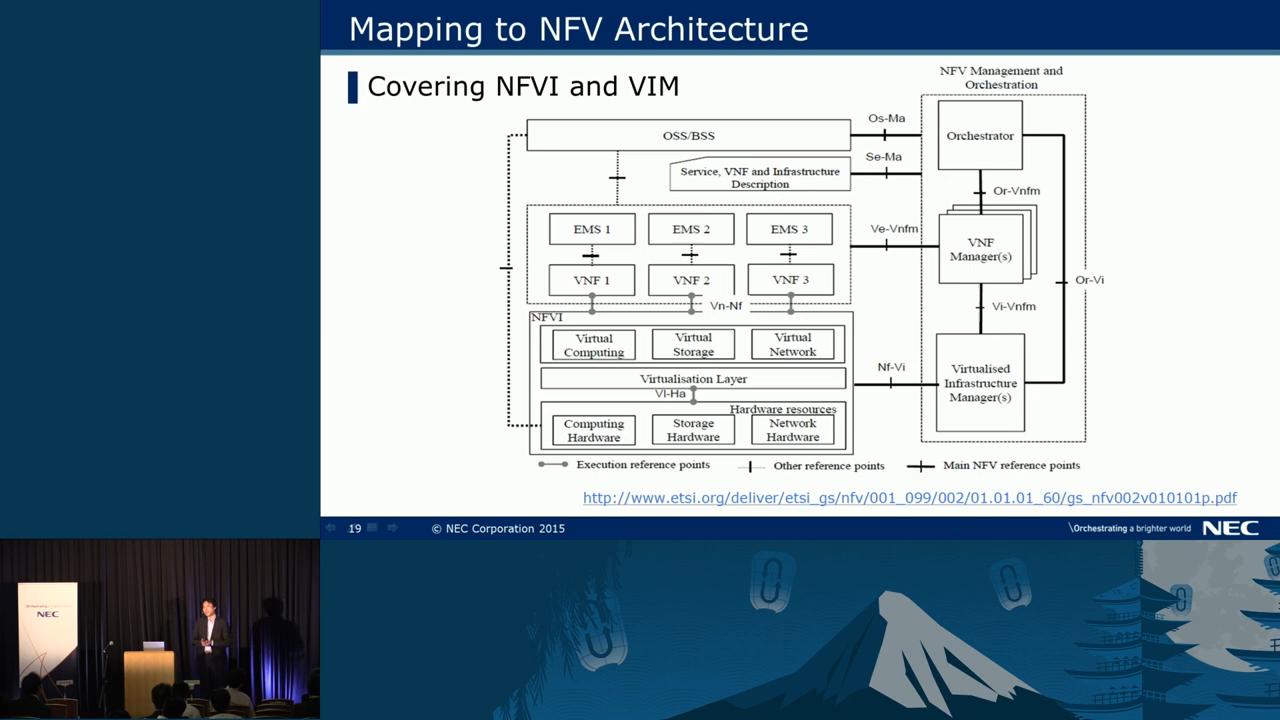 Mapping to NFV Architecture
Covering NFVI and VIM
NFV Management and
Orchestration
OSS/BSS
Os-Ma
Orchestrator
Se-Ma
Service, VNF and Infrastructure
Description
Or-Vnfm
EMS 1
EMS 2
EMS 3
Ve-Vnfm
VNF
Manager(s)
VNF 1
VNF 2
VNF 3
Or-Vi
Vn-Nf
Vi-Vnfm
NFVI
Virtual
Computing
Virtual
Storage
Virtual
Network
Nf-Vi
Virtualised
Infrastructure
Manager(s)
Virtualisation Layer
Vl-Ha
Hardware resources
Computing
Hardware
Storage
Hardware
Network
Hardware
Execution reference points
Other reference points
Main NFV reference points
http://www.etsi.org/deliver/etsi_gs/nfv/001_099/002/01.01.01_60/gs_nfv002v010101p.pdf
19
© NEC Corporation 2015
\Orchestrating a brighter world
NEC
NEC